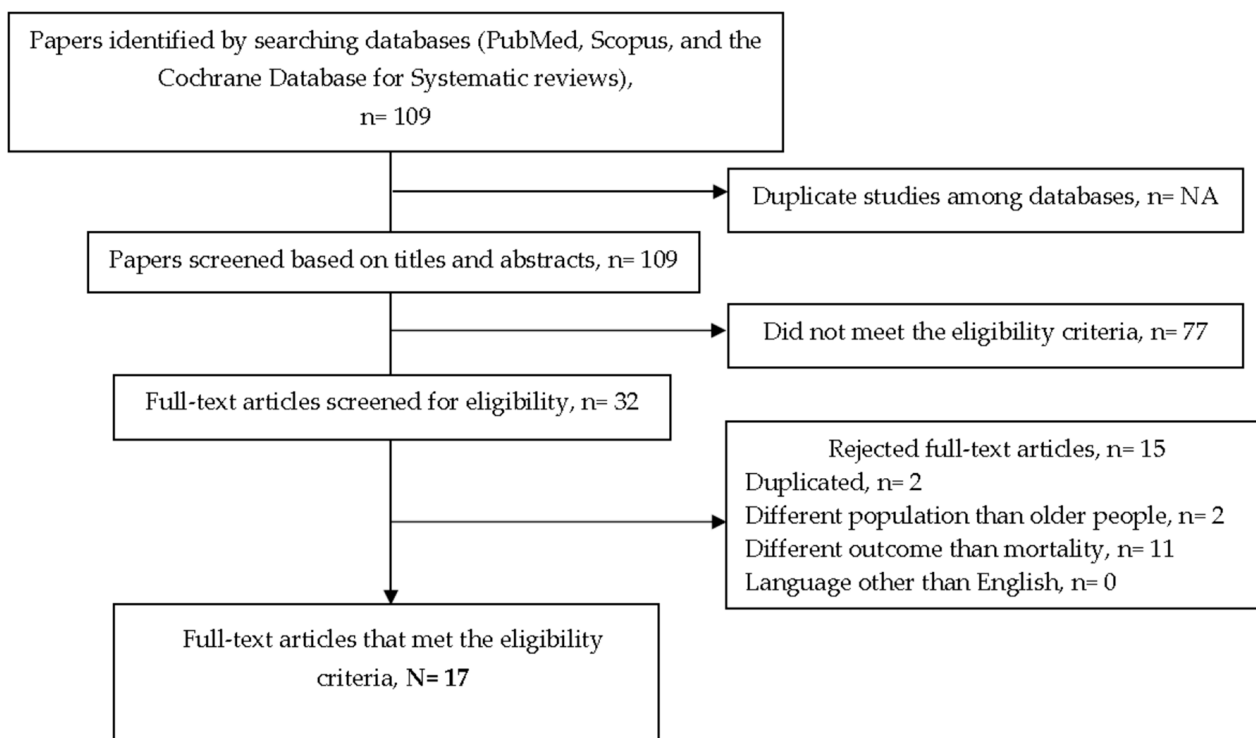 Papers identified by searching databases (PubMed, Scopus, and the
Cochrane Database for Systematic reviews),
n= 109
Duplicate studies among databases, n= NA
Papers screened based on titles and abstracts, n= 109
Did not meet the eligibility criteria, n= 77
Full-text articles screened for eligibility, n= 32
Rejected full-text articles, n= 15
Duplicated, n= 2
Different population than older people, n= 2
Different outcome than mortality, n= 11
Language other than English, n= 0
Full-text articles that met the eligibility
criteria, N= 17